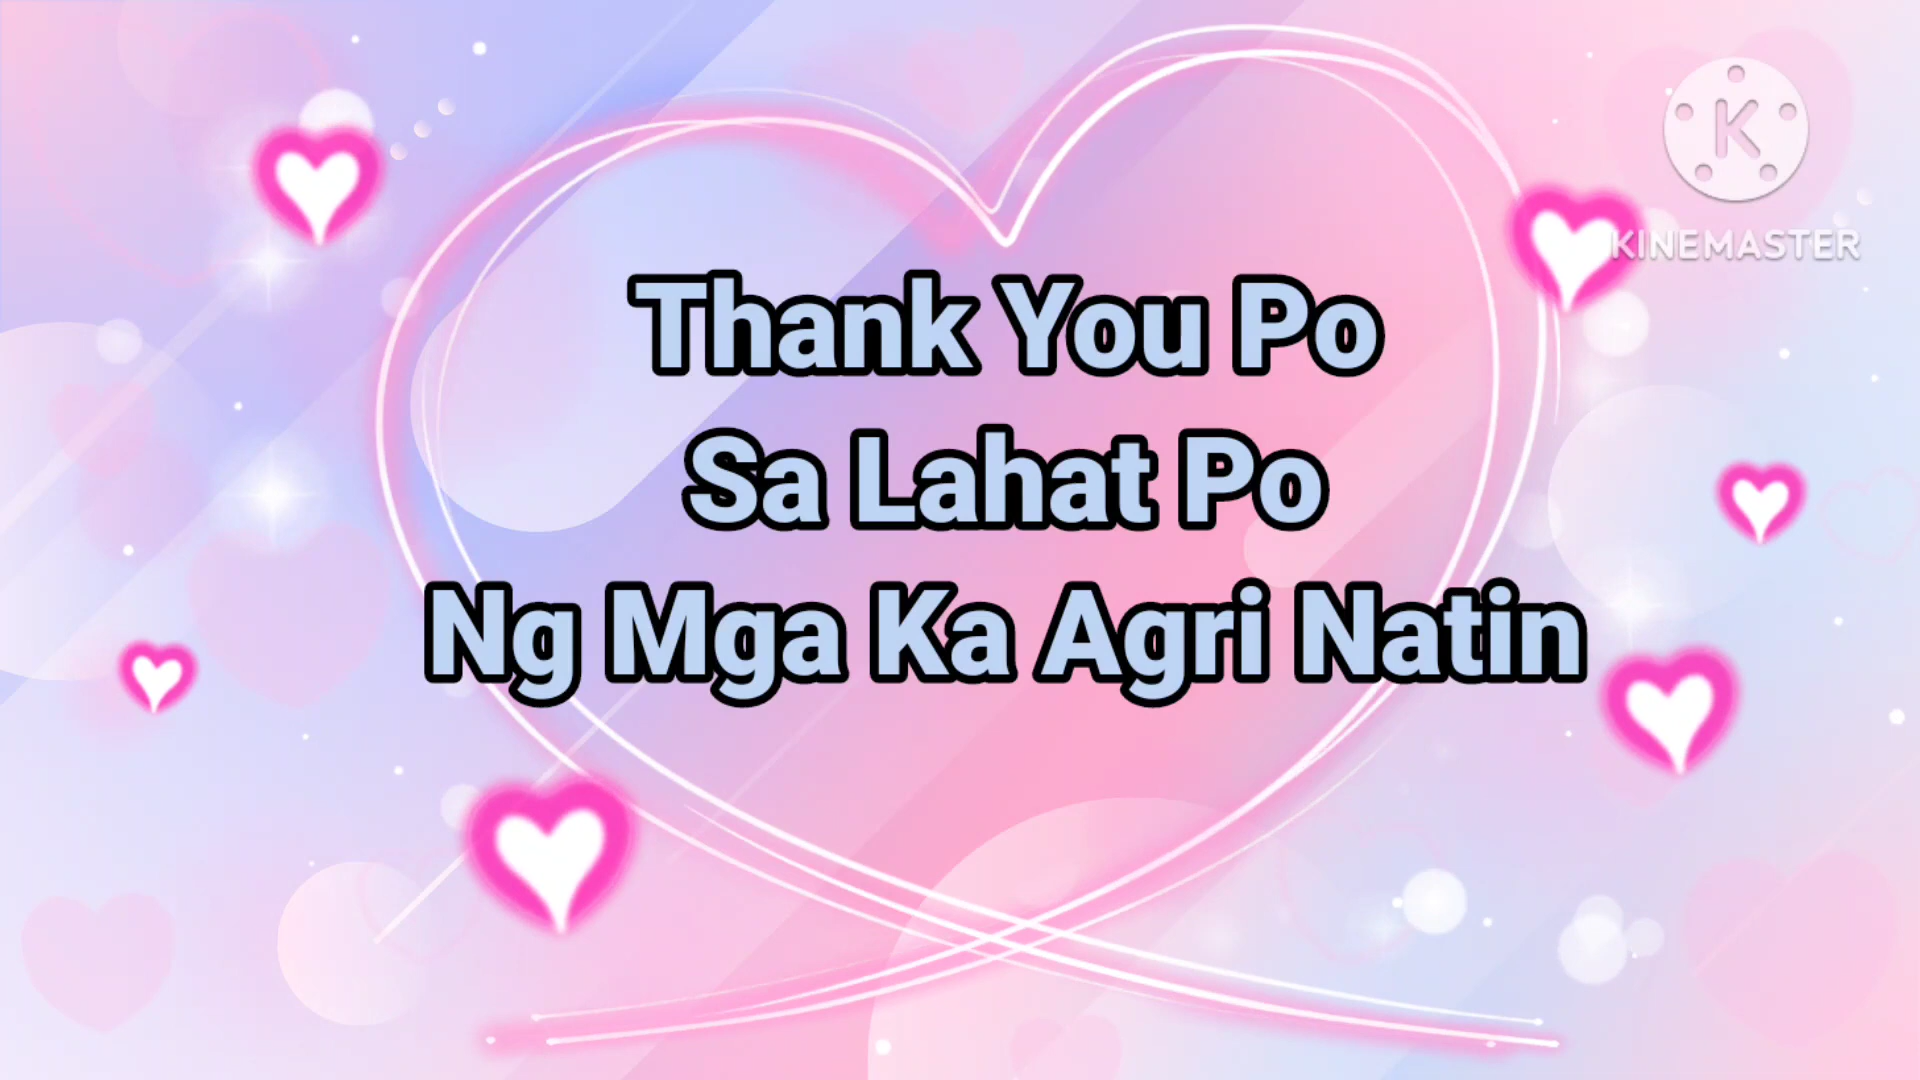 K
KINEMASTER
Thank You Po
Sa Lahat Po
Ng Mga Ka Agri Natin